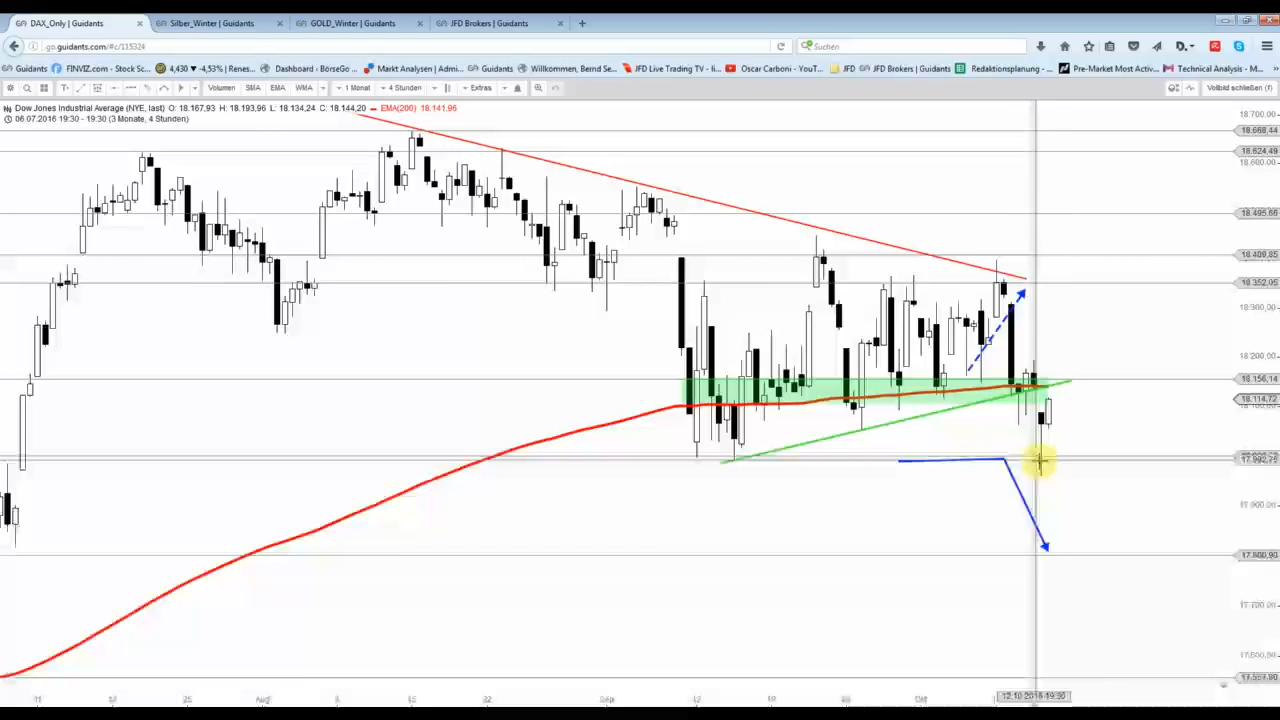 DAX_Only | Guidants
Silber_Winter | Guidants
GOLD_Winter | Guidants
JFD Brokers | Guidants
go.guidants.com/#c/115324
Suchen
Guidants
FINVIZ.com - Stock Sc...
4,430 -4,53% | Renes...
Dashboard ‹ BörseGo ...
Markt Analysen | Admi...
Guidants
Willkommen, Bernd Se...
JFD Live Trading TV - li...
Oscar Carboni - YouT...
JFD
JFD Brokers | Guidants
Redaktionsplanung - ...
Pre-Market Most Activ...
Technical Analysis - M...
Volumen SMA EMA WMA 1 Monat 4 Stunden Extras
Vollbild schließen (f)
Dow Jones Industrial Average (NYE, last) O: 18.167,93 H: 18.193,96 L: 18.134,24 C: 18.144,20 EMA(200) 18.141,96
06.07.2016 19:30 - 19:30 (3 Monate, 4 Stunden)
18.700,00
18.668,44
18.624,49
18.600,00
18.495,66
18.409,85
18.352,05
18.300,00
18.200,00
18.156,14
18.114,72
17.992,75
17.900,00
17.800,90
17.700,00
Aug
Sep
Okt
12.10.2016 19:30